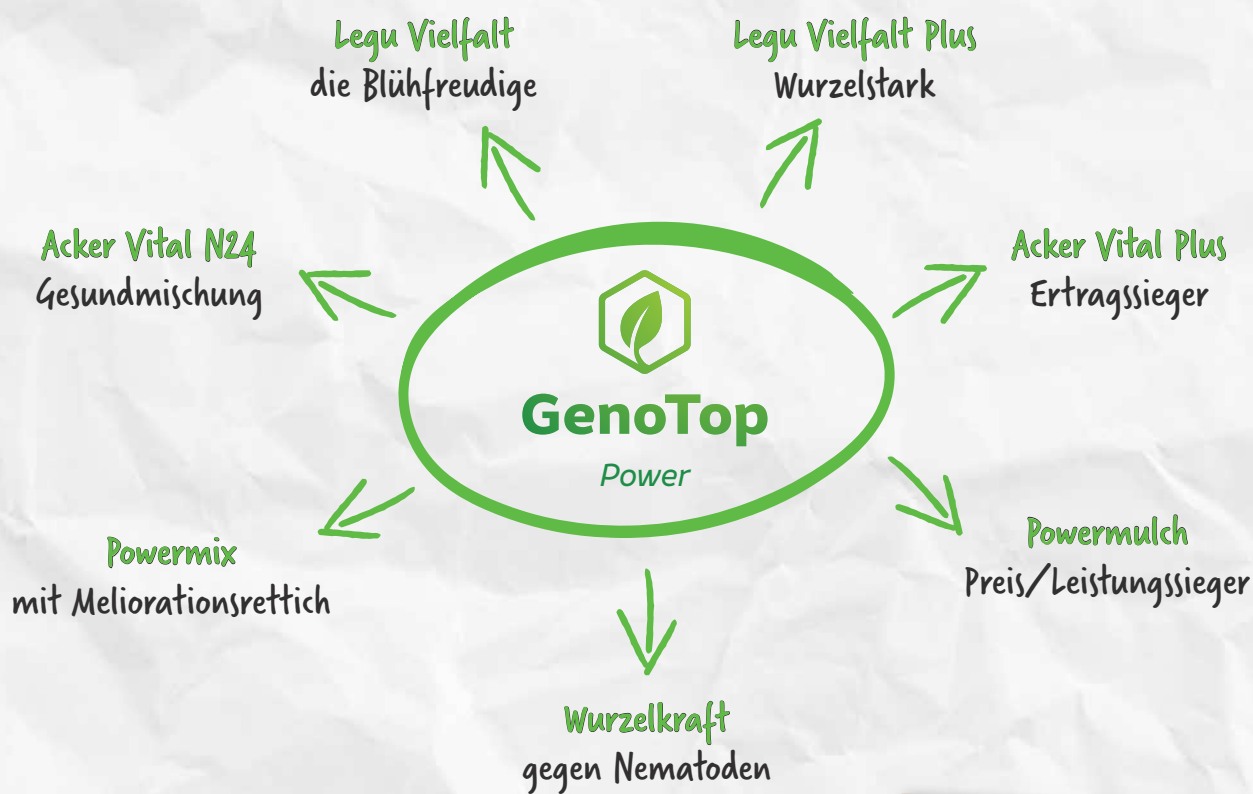 Legu Vielfalt
die Blühfreudige
Legu Vielfalt Plus
Wurzelstark
Acker Vital N24
Gesundmischung
Acker Vital Plus
Ertragssieger
GenoTop
Power
Powermix
mit Meliorationsrettich
Powermulch
Preis/Leistungssieger
Wurzelkraft
gegen Nematoden